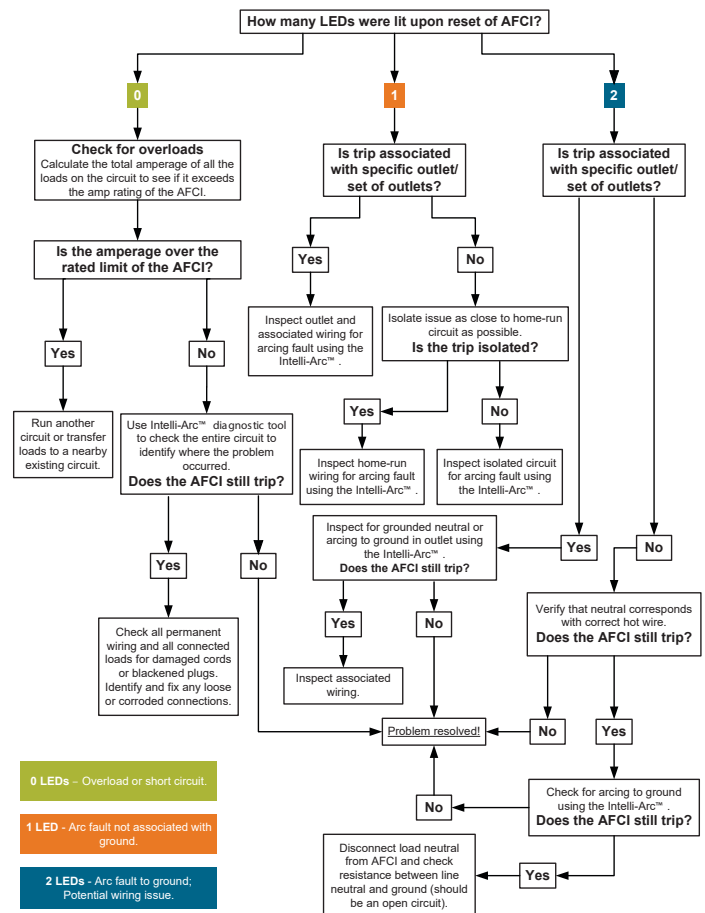 How many LEDs were lit upon reset of AFCI?
0
1
2
Check for overloads
Calculate the total amperage of all the
loads on the circuit to see if it exceeds
the amp rating of the AFCI.
Is trip associated
with specific outlet/
set of outlets?
Is trip associated
with specific outlet/
set of outlets?
Is the amperage over the
rated limit of the AFCI?
Yes
No
Inspect outlet and
associated wiring for
arcing fault using the
Intelli-Arc™ .
Isolate issue as close to home-run
circuit as possible.
Is the trip isolated?
Yes
No
Run another
circuit or transfer
loads to a nearby
existing circuit.
Use Intelli-Arc™ diagnostic tool
to check the entire circuit to
identify where the problem
occurred.
Does the AFCI still trip?
Yes
No
Inspect home-run
wiring for arcing fault
using the Intelli-Arc™ .
Inspect isolated circuit
for arcing fault using
the Intelli-Arc™ .
Inspect for grounded neutral or
arcing to ground in outlet using
the Intelli-Arc™ .
Does the AFCI still trip?
Yes
No
Yes
No
Yes
No
Verify that neutral corresponds
with correct hot wire.
Does the AFCI still trip?
Check all permanent
wiring and all connected
loads for damaged cords
or blackened plugs.
Identify and fix any loose
or corroded connections.
Inspect associated
wiring.
Problem resolved!
No
Yes
0 LEDs – Overload or short circuit.
1 LED - Arc fault not associated with
ground.
2 LEDs - Arc fault to ground;
Potential wiring issue.
Check for arcing to ground
using the Intelli-Arc™ .
Does the AFCI still trip?
No
Yes
Disconnect load neutral
from AFCI and check
resistance between line
neutral and ground (should
be an open circuit).